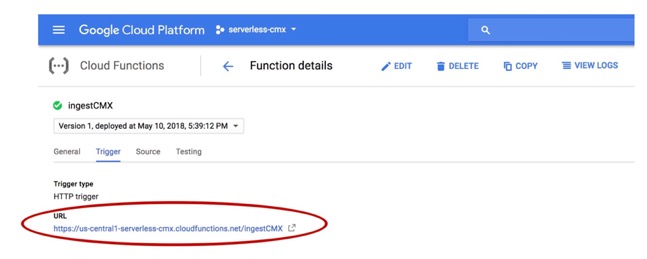 Google Cloud Platform serverless-cmx
Cloud Functions Function details EDIT DELETE COPY VIEW LOGS
ingestCMX
Version 1, deployed at May 10, 2018, 5:39:12 PM
General Trigger Source Testing
Trigger type
HTTP trigger
URL
https://us-central1-serverless-cmx.cloudfunctions.net/ingestCMX